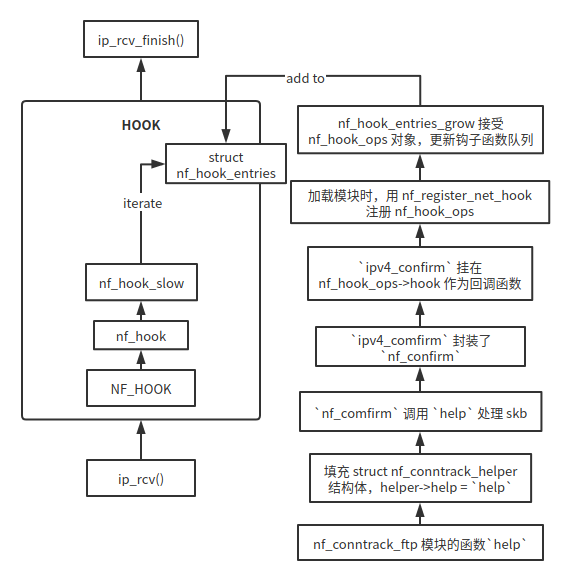 ip_rcv_finish()
add to
HOOK
struct
nf_hook_entries
iterate
nf_hook_slow
nf_hook
NF_HOOK
ip_rcv()
nf_hook_entries_grow 接受
nf_hook_ops 对象，更新钩子函数队列
加载模块时，用 nf_register_net_hook
注册 nf_hook_ops
`ipv4_confirm` 挂在
nf_hook_ops->hook 作为回调函数
`ipv4_comfirm` 封装了
`nf_confirm`
`nf_comfirm` 调用 `help` 处理 skb
填充 struct nf_conntrack_helper
结构体，helper->help = `help`
nf_conntrack_ftp 模块的函数`help`